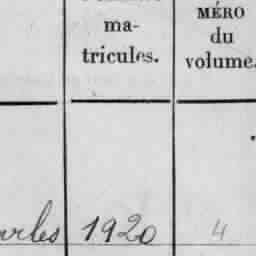 ma-
tricules.
MÉRO
du
volume.
1920
4